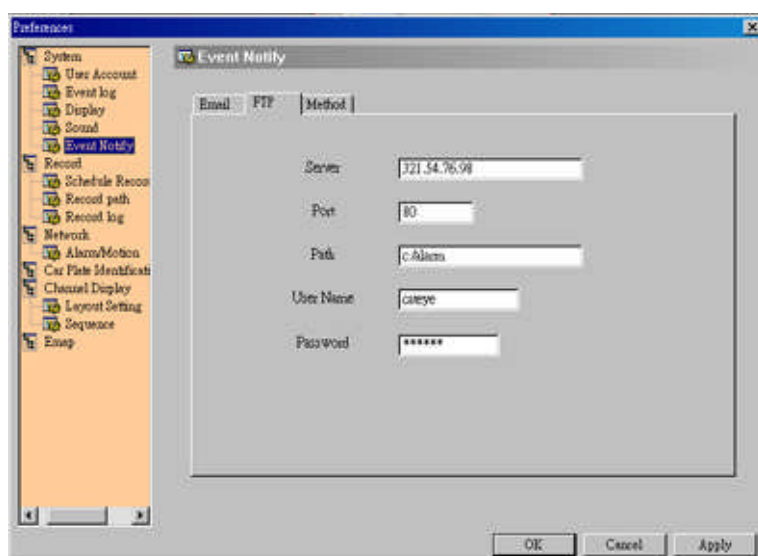 Preferences
System
User Account
Event log
Display
Sound
Event Notify
Record
Schedule Recor
Record path
Record log
Network
Alarm/Motion
Car Plate Identificati
Channel Display
Layout Setting
Sequence
Emap
Event Notify
Email FTP Method
Server 321.54.76.98
Port 80
Path c:\Alarm
User Name cateye
Password ******
OK Cancel Apply